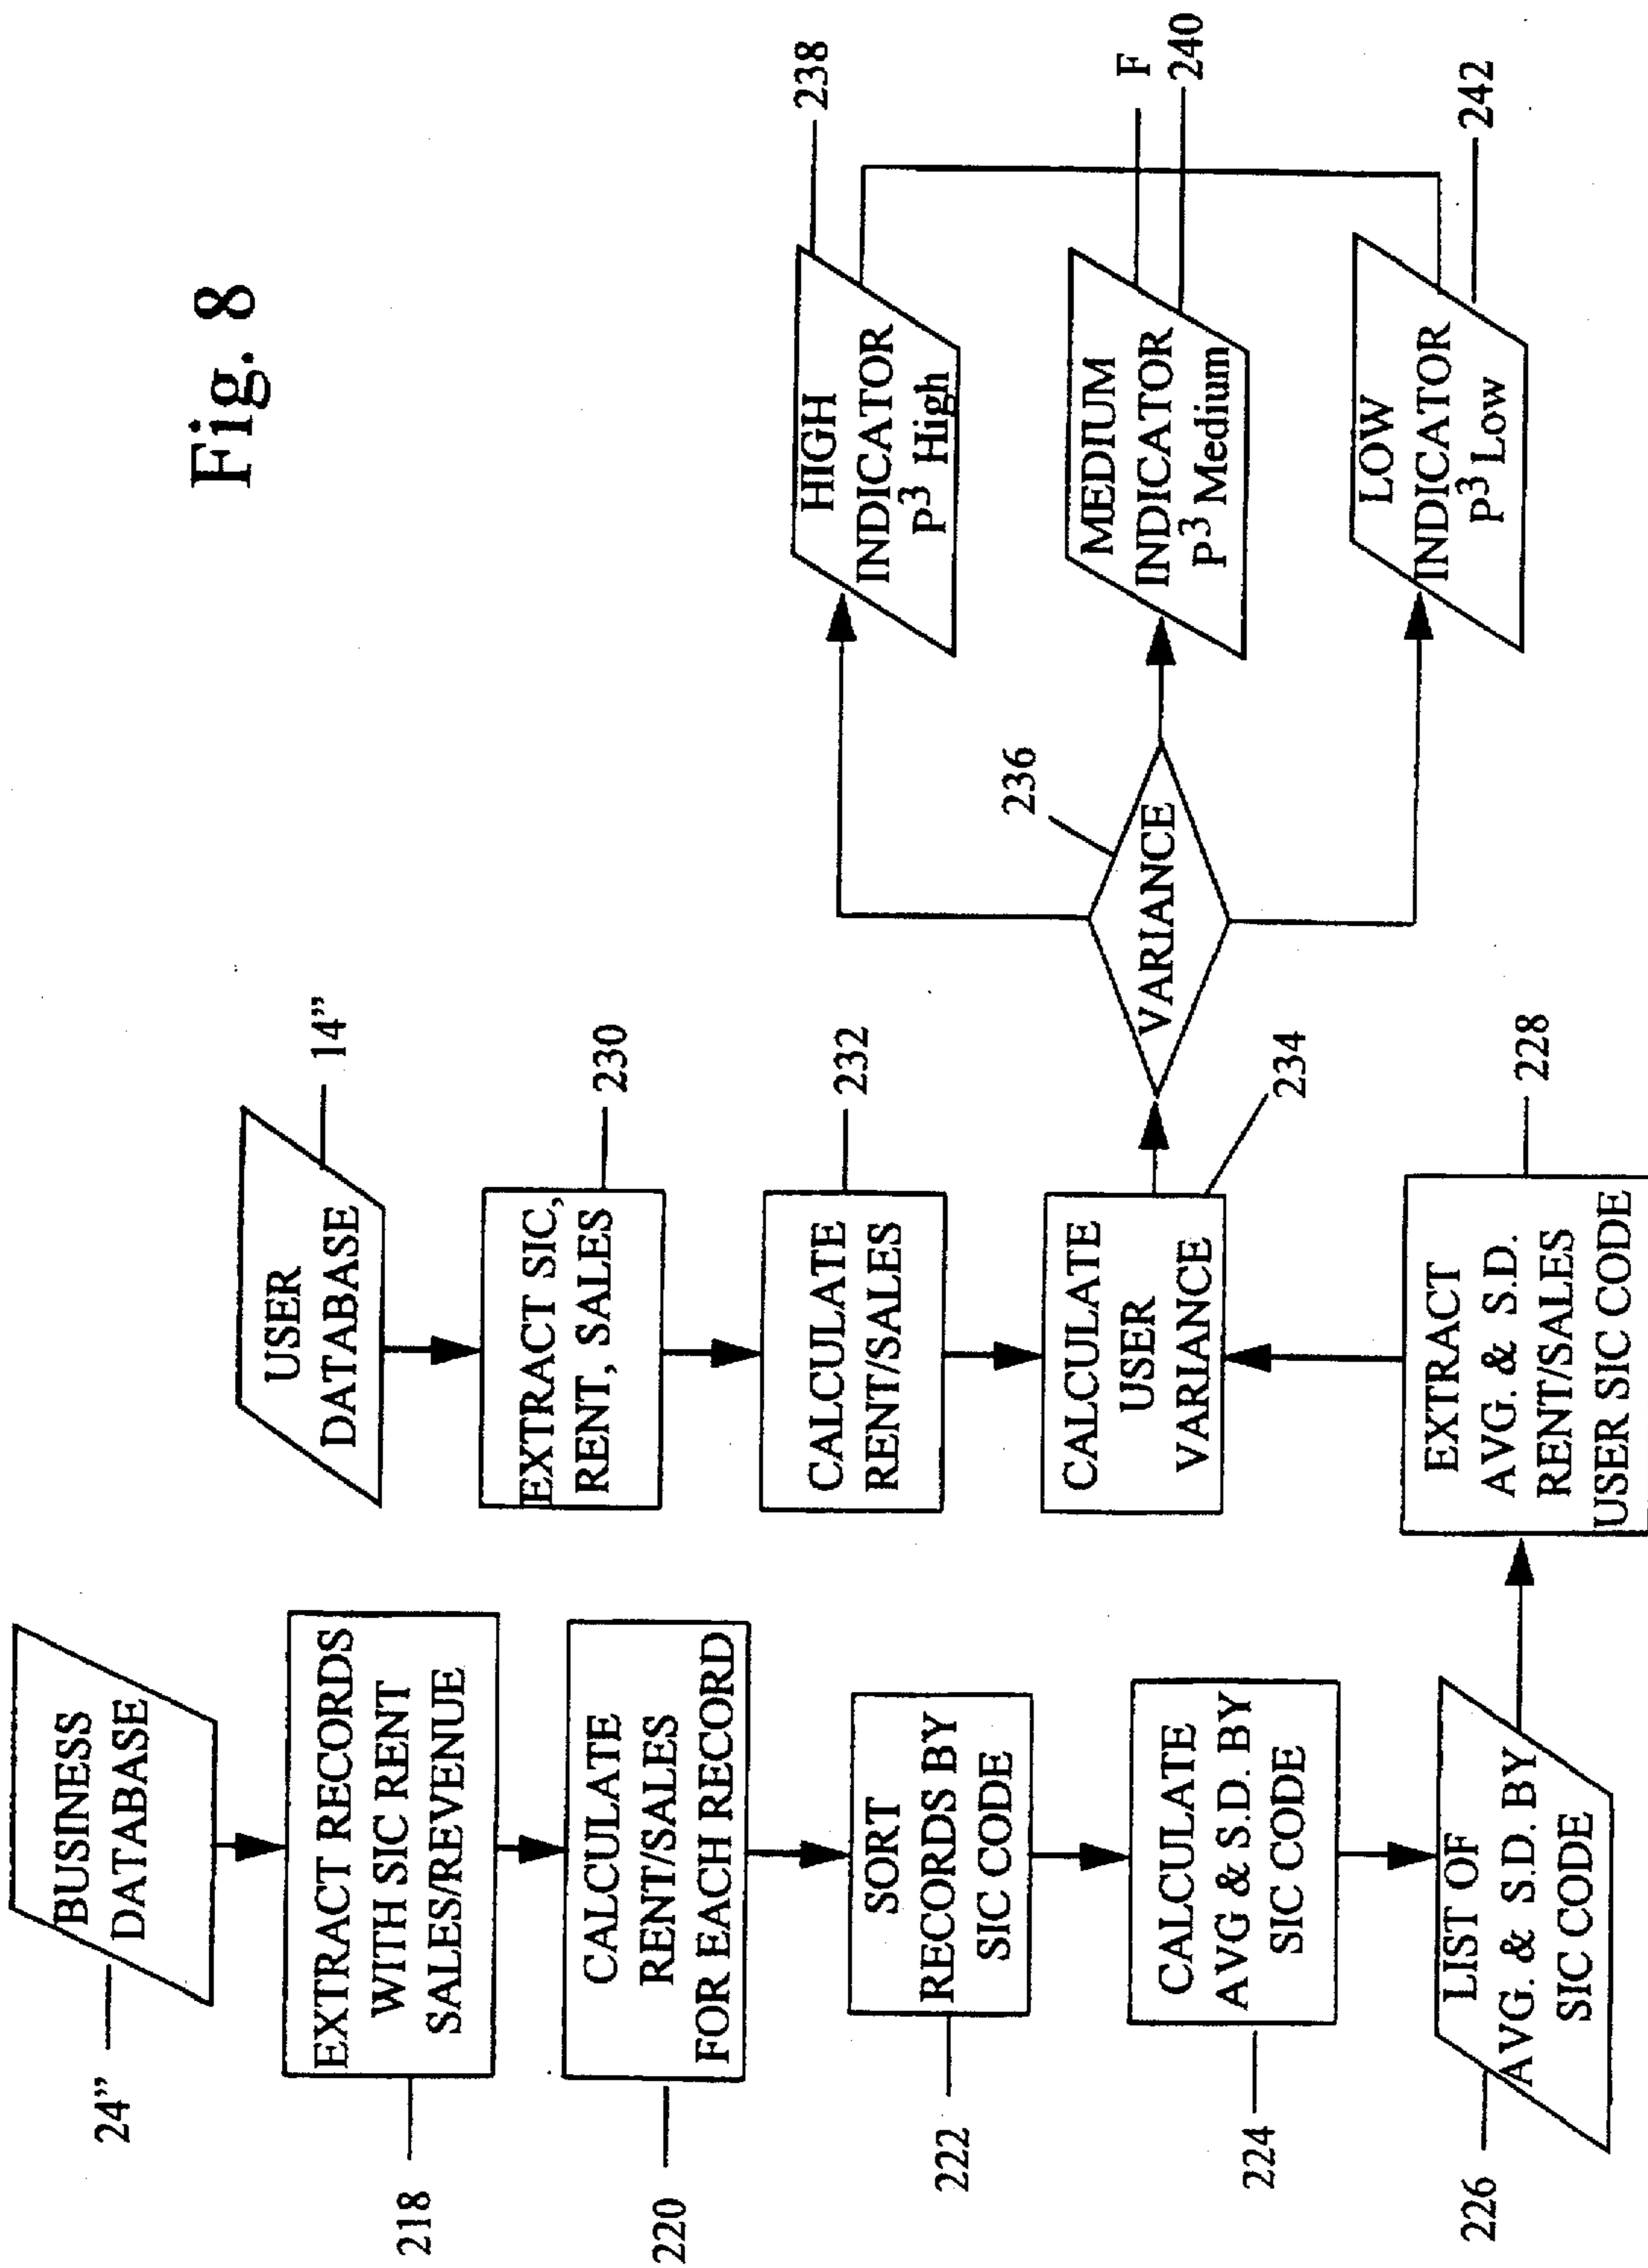 Fig. 8
24”
BUSINESS
DATABASE
218
EXTRACT RECORDS
WITH SIC RENT
SALES/REVENUE
220
CALCULATE
RENT/SALES
FOR EACH RECORD
222
SORT
RECORDS BY
SIC CODE
224
CALCULATE
AVG & S.D. BY
SIC CODE
226
LIST OF
AVG. & S.D. BY
SIC CODE
USER
DATABASE
14”
EXTRACT SIC,
RENT, SALES
230
CALCULATE
RENT/SALES
232
CALCULATE
USER
VARIANCE
234
EXTRACT
AVG. & S.D.
RENT/SALES
USER SIC CODE
228
VARIANCE
236
HIGH
INDICATOR
P³ High
238
MEDIUM
INDICATOR
P³ Medium
F
240
LOW
INDICATOR
P³ Low
242